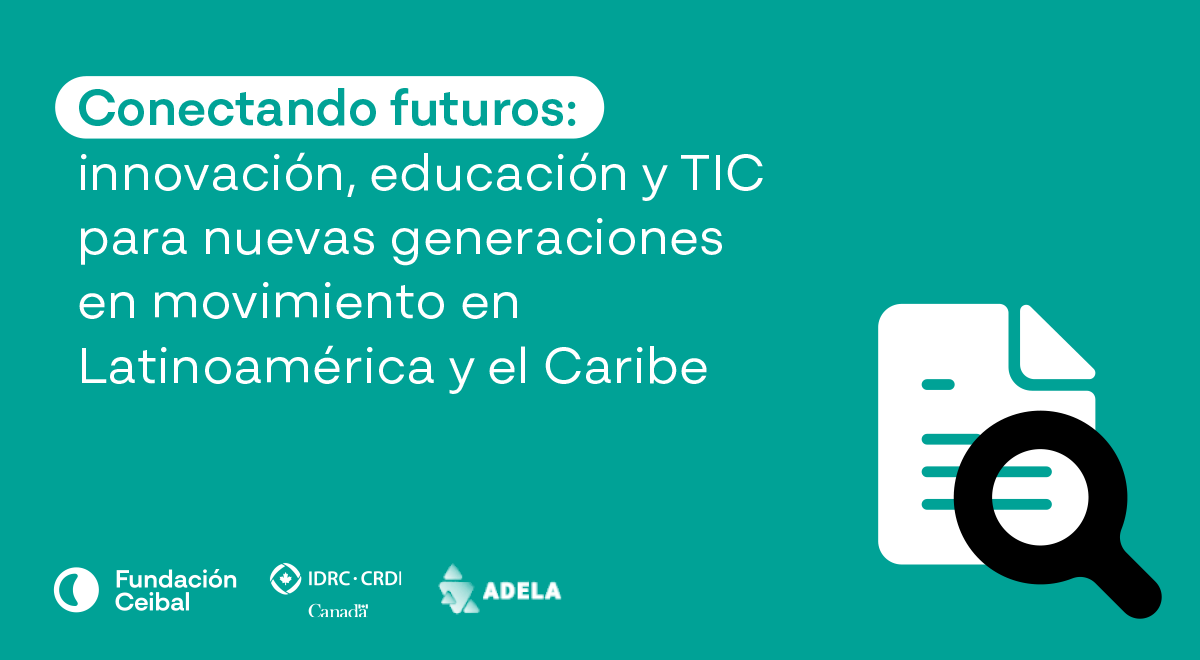 Conectando futuros:
innovación, educación y TIC
para nuevas generaciones
en movimiento en
Latinoamérica y el Caribe
Fundación
Ceibal
IDRC · CRDI
Canada
ADELA